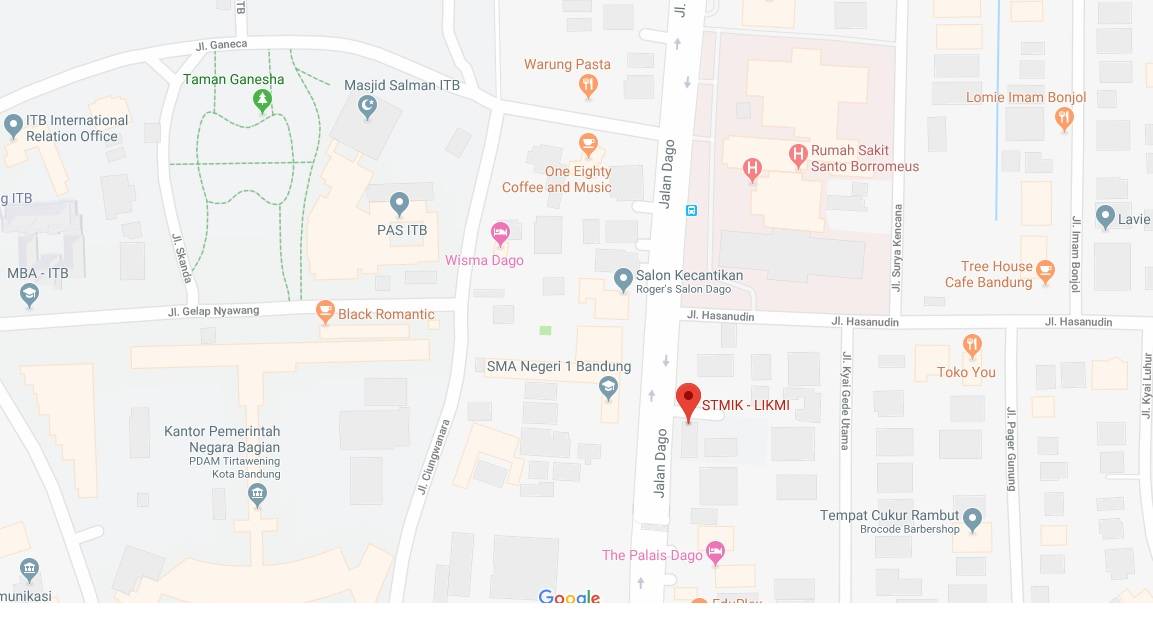 TB
Jl.
Jl. Ganeca
Taman Ganesha
Masjid Salman ITB
Warung Pasta
Lomie Imam Bonjol
ITB International
Relation Office
One Eighty
Coffee and Music
Jalan Dago
H
H
Rumah Sakit
Santo Borromeus
g ITB
PAS ITB
Wisma Dago
Lavie
Jl. Skanda
Jl. Surya Kencana
Jl. Imam Bonjol
MBA - ITB
Salon Kecantikan
Roger's Salon Dago
Tree House
Cafe Bandung
Jl. Gelap Nyawang
Black Romantic
Jl. Hasanudin
Jl. Hasanudin
Jl. Hasanudin
SMA Negeri 1 Bandung
Toko You
STMIK - LIKMI
Jl. Kyai Gede Utama
Jl. Kyai Luhur
Kantor Pemerintah
Negara Bagian
PDAM Tirtawening
Kota Bandung
Jl. Ciungwanara
Jalan Dago
Jl. Pager Gunung
Tempat Cukur Rambut
Brocode Barbershop
The Palais Dago
munikasi
Google
EduPlex